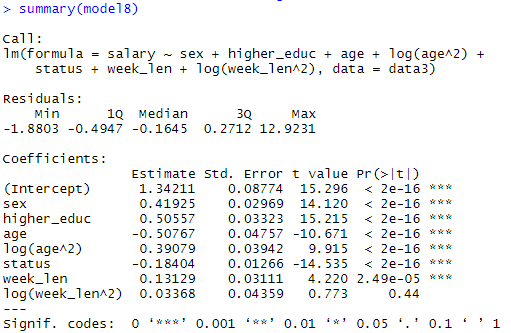 > summary(model8)
Call:
lm(formula = salary ~ sex + higher_educ + age + log(age^2) +
    status + week_len + log(week_len^2), data = data3)
Residuals:
    Min      1Q  Median      3Q     Max
-1.8803 -0.4947 -0.1645  0.2712 12.9231
Coefficients:
                Estimate Std. Error t value Pr(>|t|)
(Intercept)      1.34211    0.08774  15.296  < 2e-16 ***
sex              0.41925    0.02969  14.120  < 2e-16 ***
higher_educ      0.50557    0.03323  15.215  < 2e-16 ***
age             -0.50767    0.04757 -10.671  < 2e-16 ***
log(age^2)       0.39079    0.03942   9.915  < 2e-16 ***
status          -0.18404    0.01266 -14.535  < 2e-16 ***
week_len         0.13129    0.03111   4.220 2.49e-05 ***
log(week_len^2)  0.03368    0.04359   0.773     0.44
---
Signif. codes:  0 ‘***’ 0.001 ‘**’ 0.01 ‘*’ 0.05 ‘.’ 0.1 ‘ ’ 1